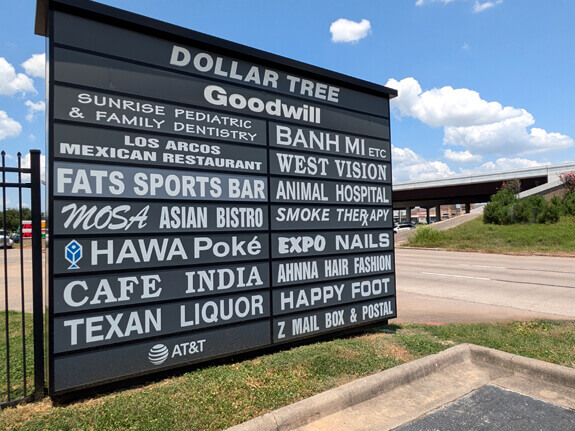 DOLLAR TREE
Goodwill
SUNRISE PEDIATRIC
& FAMILY DENTISTRY
LOS ARCOS
MEXICAN RESTAURANT
FATS SPORTS BAR
MOSA ASIAN BISTRO
HAWA Poké
CAFE INDIA
TEXAN LIQUOR
AT&T
BANH MI ETC
WEST VISION
ANIMAL HOSPITAL
SMOKE THERAPY
EXPO NAILS
AHNNA HAIR FASHION
HAPPY FOOT
Z MAIL BOX & POSTAL